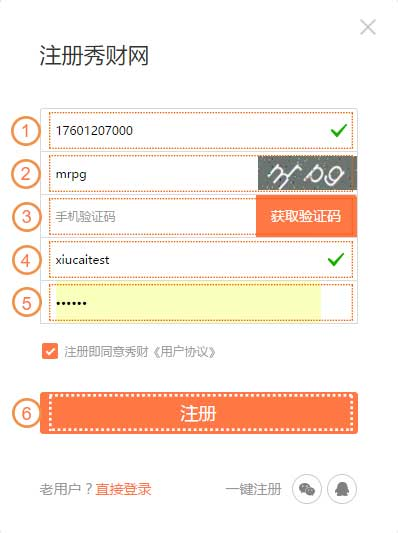 注册秀财网
① 17601207000
② mrpg mrpg
③ 手机验证码 获取验证码
④ xiucaitest
⑤ ••••••
注册即同意秀财《用户协议》
⑥ 注册
老用户？直接登录 一键注册